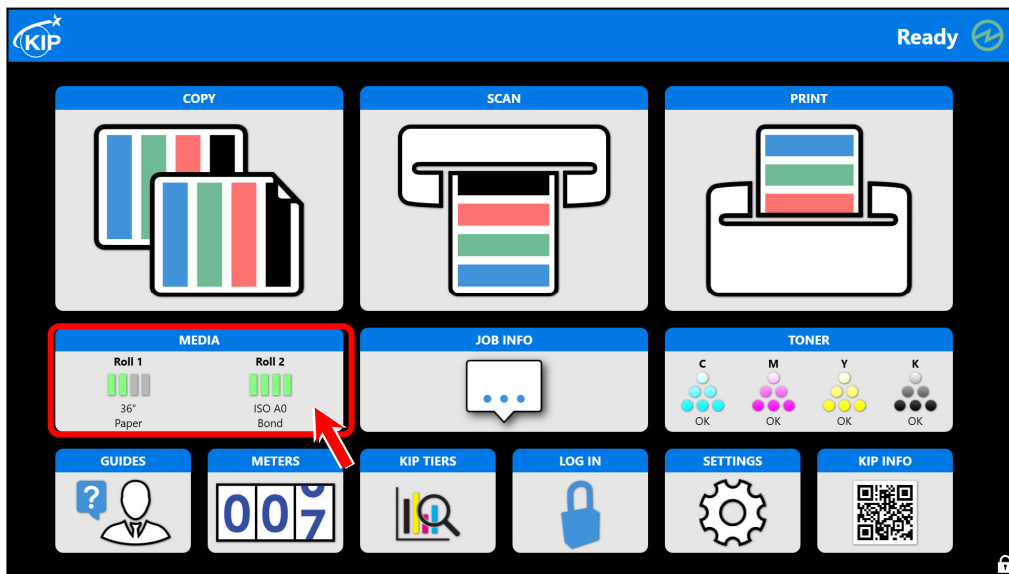 KIP
Ready
COPY
SCAN
PRINT
MEDIA
Roll 1
Roll 2
36"
Paper
ISO A0
Bond
JOB INFO
TONER
C
M
Y
K
OK
OK
OK
OK
GUIDES
METERS
KIP TIERS
LOG IN
SETTINGS
KIP INFO
?
007